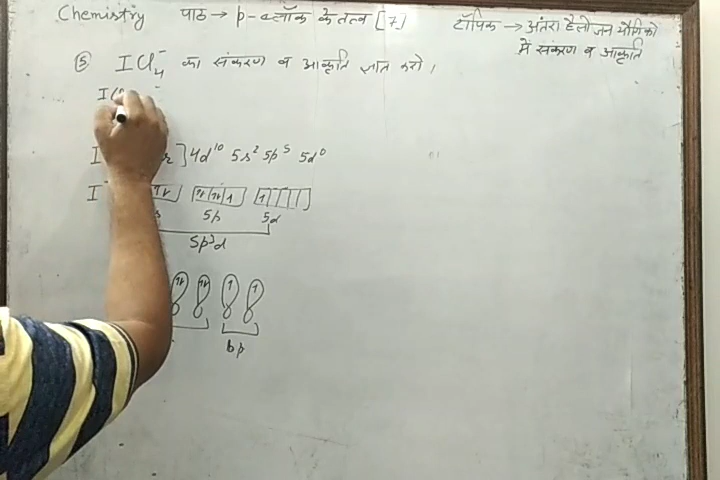 Chemistry पाठ → p-ब्लॉक के तत्व [7] टॉपिक → अंतरा हैलोजन यौगिकों
में संकरण व आकृति
⑤ ICl₄⁻ का संकरण व आकृति ज्ञात करो।
I
I ]4d¹⁰ 5s² 5p⁵ 5d⁰
I⁻ ↑↓ ↑↓ ↑↓ ↑ ↑
5p 5d
sp³d
↑↓ ↑↓ ↑ ↑
bp